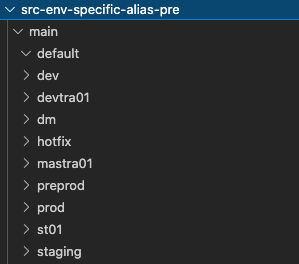 src-env-specific-alias-pre
main
default
dev
devtra01
dm
hotfix
mastra01
preprod
prod
st01
staging